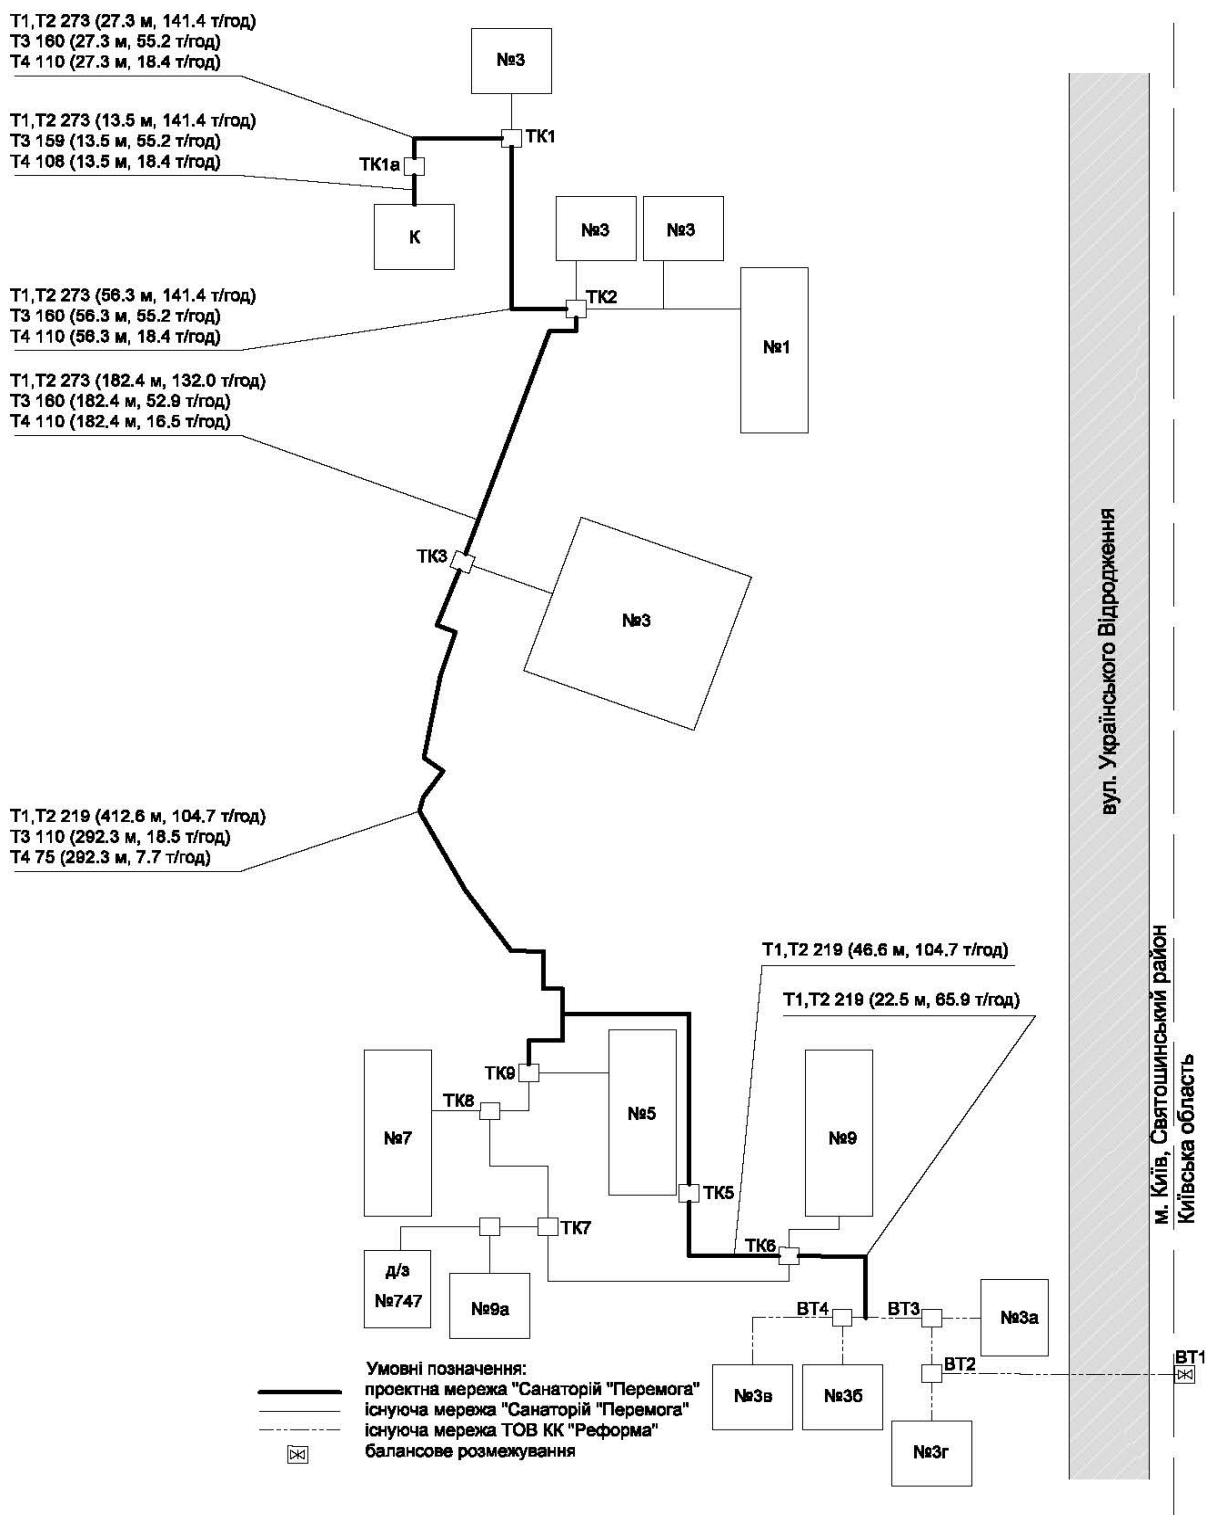 Т1,Т2 273 (27.3 м, 141.4 т/год)
Т3 160 (27.3 м, 55.2 т/год)
Т4 110 (27.3 м, 18.4 т/год)
№3
Т1,Т2 273 (13.5 м, 141.4 т/год)
Т3 159 (13.5 м, 55.2 т/год)
Т4 108 (13.5 м, 18.4 т/год)
ТК1
ТК1а
К
№3
№3
Т1,Т2 273 (56.3 м, 141.4 т/год)
Т3 160 (56.3 м, 55.2 т/год)
Т4 110 (56.3 м, 18.4 т/год)
ТК2
№1
Т1,Т2 273 (182.4 м, 132.0 т/год)
Т3 160 (182.4 м, 52.9 т/год)
Т4 110 (182.4 м, 16.5 т/год)
ТК3
№3
вул. Українського Відродження
Т1,Т2 219 (412.6 м, 104.7 т/год)
Т3 110 (292.3 м, 18.5 т/год)
Т4 75 (292.3 м, 7.7 т/год)
Т1,Т2 219 (46.6 м, 104.7 т/год)
Т1,Т2 219 (22.5 м, 65.9 т/год)
м. Київ, Святошинський район
Київська область
ТК9
ТК8
№7
№5
№9
ТК5
ТК7
ТК6
д/з
№747
№9а
ВТ4
ВТ3
№3а
ВТ2
ВТ1
№3в
№3б
№3г
Умовні позначення:
проектна мережа "Санаторій "Перемога"
існуюча мережа "Санаторій "Перемога"
існуюча мережа ТОВ КК "Реформа"
балансове розмежування